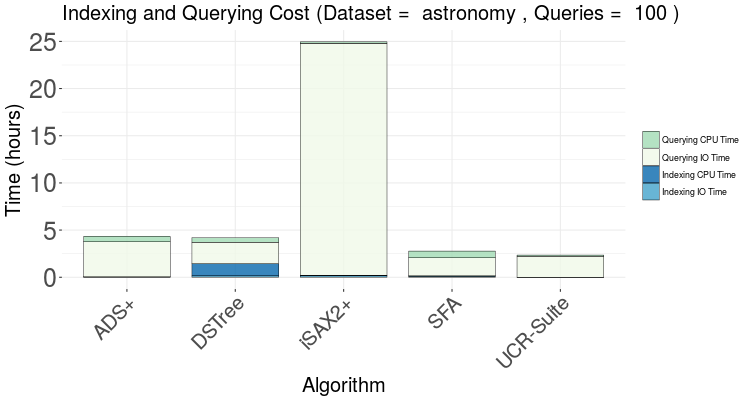 Indexing and Querying Cost (Dataset =  astronomy , Queries =  100 )
Time (hours)
25
20
15
10
5
0
ADS+
DSTree
iSAX2+
SFA
UCR-Suite
Algorithm
Querying CPU Time
Querying IO Time
Indexing CPU Time
Indexing IO Time